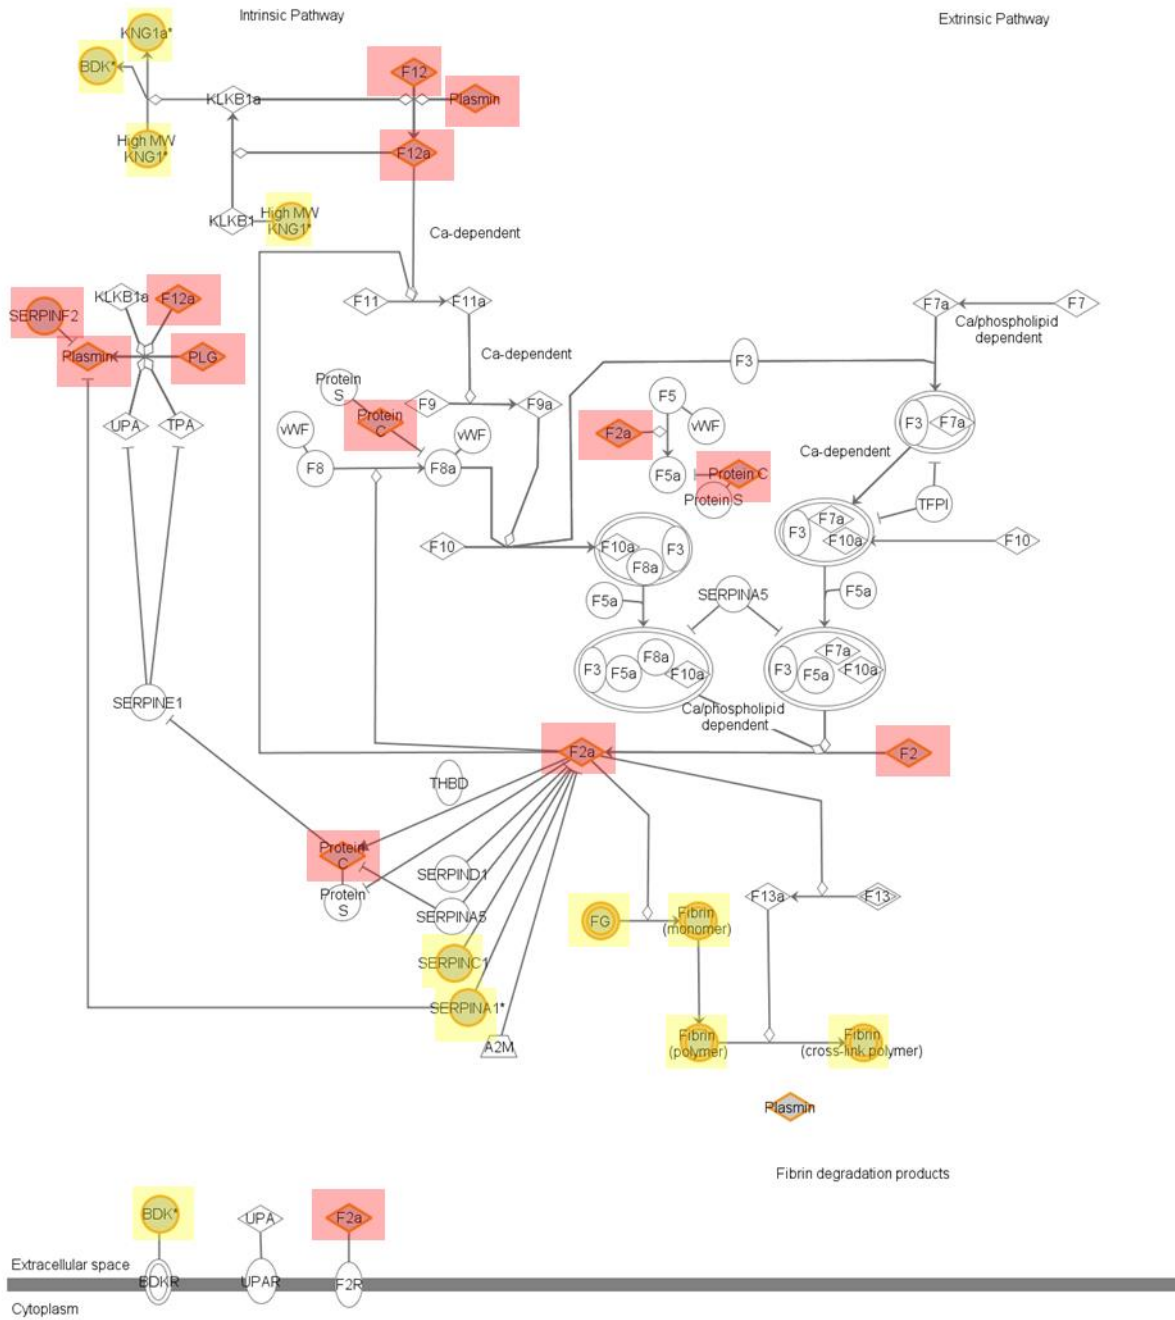 Intrinsic Pathway
Extrinsic Pathway
KNG1a*
BDK*
F12
KLKB1a
Plasmin
High MW
KNG1*
F12a
KLKB1
High MW
KNG1*
Ca-dependent
KLKB1a
F12a
F11
F11a
F7a
F7
SERPINF2
Ca/phospholipid
dependent
Plasmin
PLG
Ca-dependent
F3
Protein
S
F9
F9a
F5
Protein
C
F3
F7a
UPA
TPA
vWF
vWF
F2a
vWF
Ca-dependent
F8
F8a
F5a
Protein C
Protein S
TFPI
F7a
F3
F10a
F10
F10
F10a
F3
F8a
F5a
SERPINA5
F5a
F3
F5a
F8a
F10a
F3
F5a
F7a
F10a
SERPINE1
Ca/phospholipid
dependent
F2a
F2
THBD
Protein
C
SERPIND1
Protein
S
SERPINA5
F13a
F13
FG
Fibrin
(monomer)
SERPINC1
SERPINA1*
A2M
Fibrin
(polymer)
Fibrin
(cross-link polymer)
Plasmin
Fibrin degradation products
BDK*
UPA
F2a
Extracellular space
BDKR
UPAR
F2R
Cytoplasm